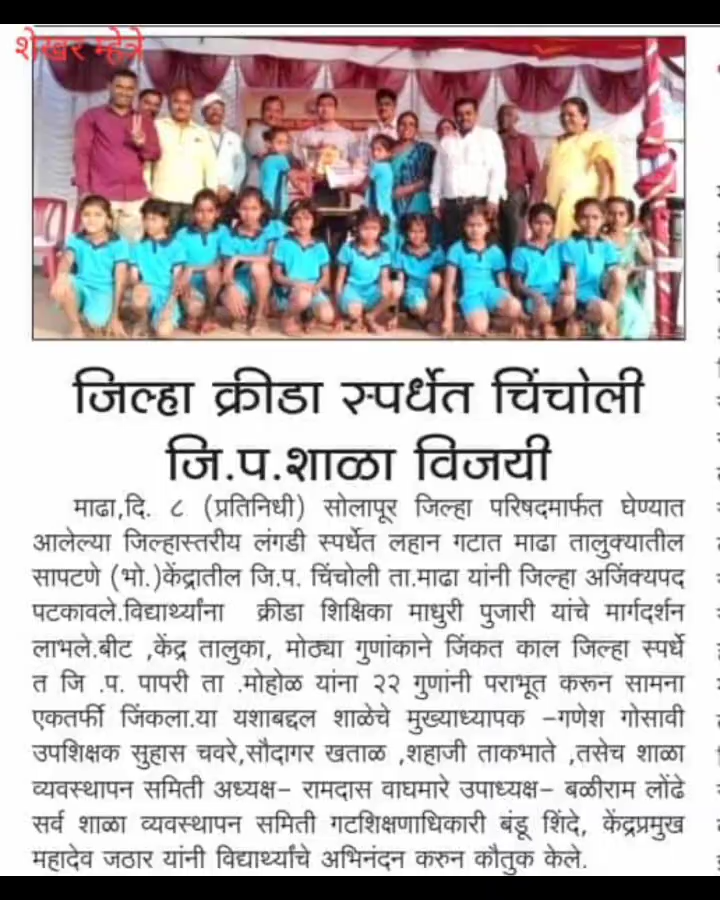 शेखर म्हेत्रे
जिल्हा क्रीडा स्पर्धेत चिंचोली
जि.प.शाळा विजयी
माढा,दि. ८ (प्रतिनिधी) सोलापूर जिल्हा परिषदमार्फत घेण्यात
आलेल्या जिल्हास्तरीय लंगडी स्पर्धेत लहान गटात माढा तालुक्यातील
सापटणे (भो.)केंद्रातील जि.प. चिंचोली ता.माढा यांनी जिल्हा अजिंक्यपद
पटकावले.विद्यार्थ्यांना क्रीडा शिक्षिका माधुरी पुजारी यांचे मार्गदर्शन
लाभले.बीट ,केंद्र तालुका, मोठ्या गुणांकाने जिंकत काल जिल्हा स्पर्धे
त जि .प. पापरी ता .मोहोळ यांना २२ गुणांनी पराभूत करून सामना
एकतर्फी जिंकला.या यशाबद्दल शाळेचे मुख्याध्यापक –गणेश गोसावी
उपशिक्षक सुहास चवरे,सौदागर खताळ ,शहाजी ताकभाते ,तसेच शाळा
व्यवस्थापन समिती अध्यक्ष– रामदास वाघमारे उपाध्यक्ष– बळीराम लोंढे
सर्व शाळा व्यवस्थापन समिती गटशिक्षणाधिकारी बंडू शिंदे, केंद्रप्रमुख
महादेव जठार यांनी विद्यार्थ्यांचे अभिनंदन करुन कौतुक केले.